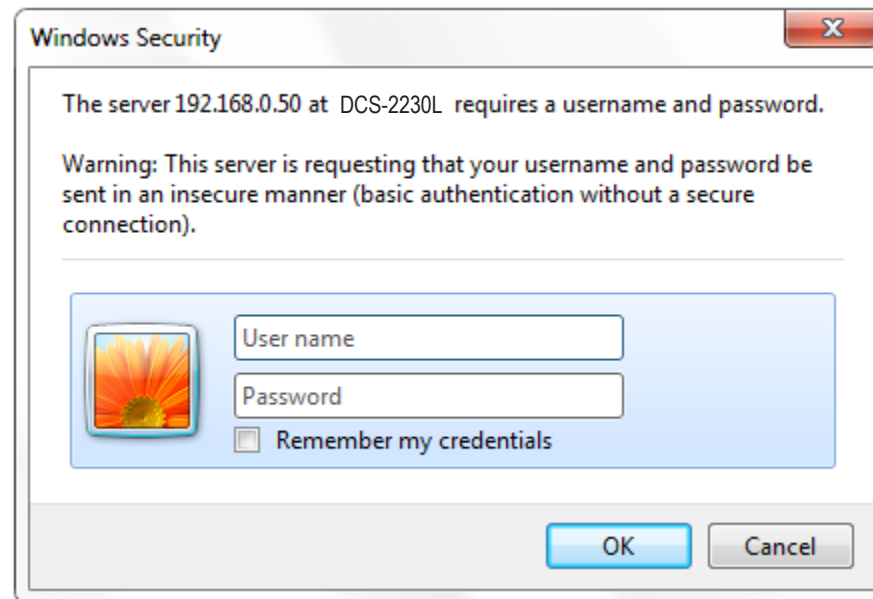 Windows Security
The server 192.168.0.50 at DCS-2230L requires a username and password.
Warning: This server is requesting that your username and password be
sent in an insecure manner (basic authentication without a secure
connection).
User name
Password
Remember my credentials
OK
Cancel